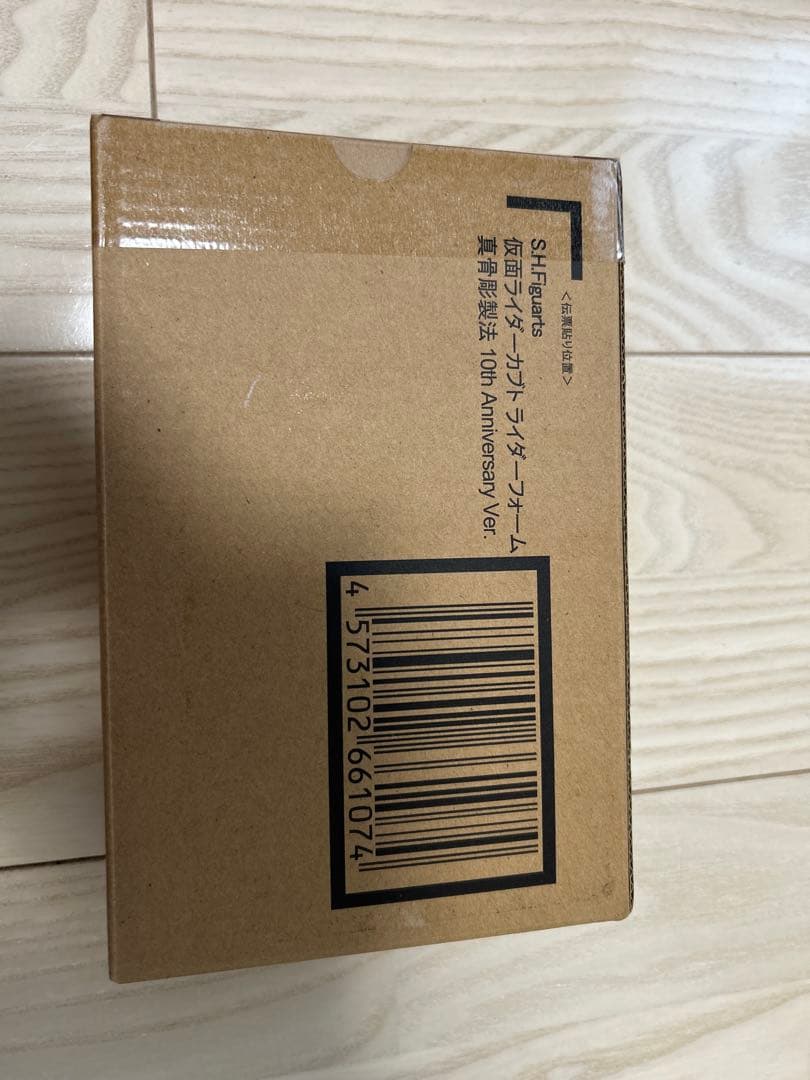 <伝票貼り位置>
S.H.Figuarts
仮面ライダーカブト ライダーフォーム
真骨彫製法 10th Anniversary Ver.
4 573102 661074